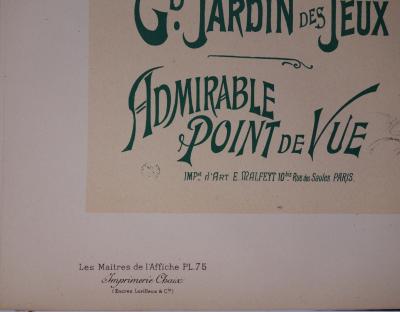 Gd. JARDIN DES JEUX
ADMIRABLE
POINT DE VUE
IMPie d'ART E. MALFEYT 10bis Rue des Saules PARIS.
Les Maîtres de l'Affiche PL.75
Imprimerie Chaix
(Encres Lorilleux & Cie)